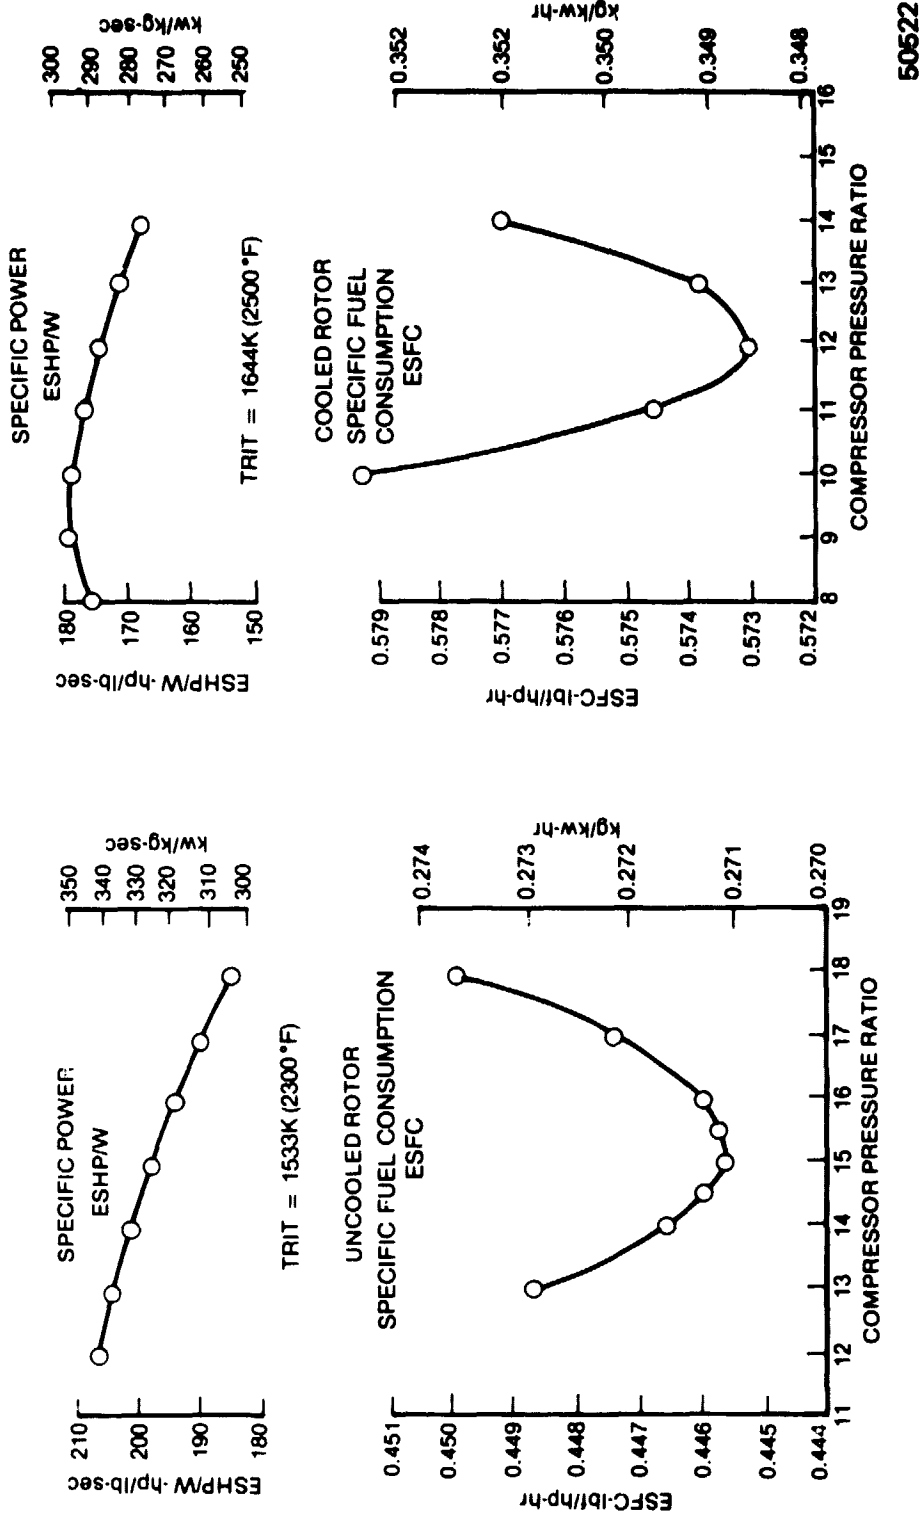 SPECIFIC POWER
ESHP/W
ESHP/W -hp/lb-sec
210
200
190
180
350
340
330
320
310
300
kw/kg-sec
TRIT = 1533K (2300°F)
UNCOOLED ROTOR
SPECIFIC FUEL CONSUMPTION
ESFC
ESFC-lbf/hp-hr
0.451
0.450
0.449
0.448
0.447
0.446
0.445
0.444
0.274
0.273
0.272
0.271
0.270
kg/kw-hr
11 12 13 14 15 16 17 18 19
COMPRESSOR PRESSURE RATIO
SPECIFIC POWER
ESHP/W
ESHP/W -hp/lb-sec
180
170
160
150
300
290
280
270
260
250
kw/kg-sec
TRIT = 1644K (2500°F)
COOLED ROTOR
SPECIFIC FUEL
CONSUMPTION
ESFC
ESFC-lbf/hp-hr
0.579
0.578
0.577
0.576
0.575
0.574
0.573
0.572
0.352
0.352
0.350
0.349
0.348
kg/kw-hr
8 9 10 11 12 13 14 15 16
COMPRESSOR PRESSURE RATIO
50522